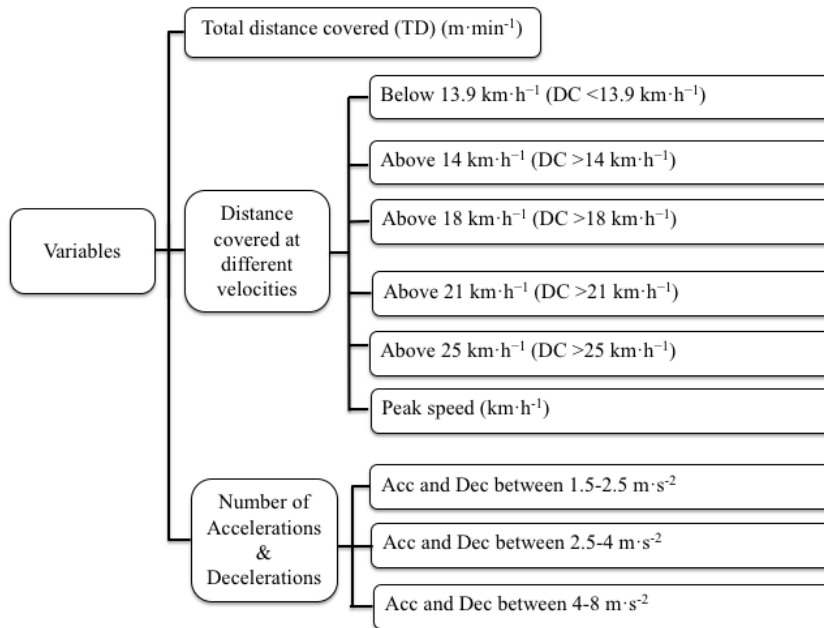 Total distance covered (TD) (m·min⁻¹)
Below 13.9 km·h⁻¹ (DC <13.9 km·h⁻¹)
Above 14 km·h⁻¹ (DC >14 km·h⁻¹)
Above 18 km·h⁻¹ (DC >18 km·h⁻¹)
Variables
Distance
covered at
different
velocities
Above 21 km·h⁻¹ (DC >21 km·h⁻¹)
Above 25 km·h⁻¹ (DC >25 km·h⁻¹)
Peak speed (km·h⁻¹)
Number of
Accelerations
&
Decelerations
Acc and Dec between 1.5-2.5 m·s⁻²
Acc and Dec between 2.5-4 m·s⁻²
Acc and Dec between 4-8 m·s⁻²